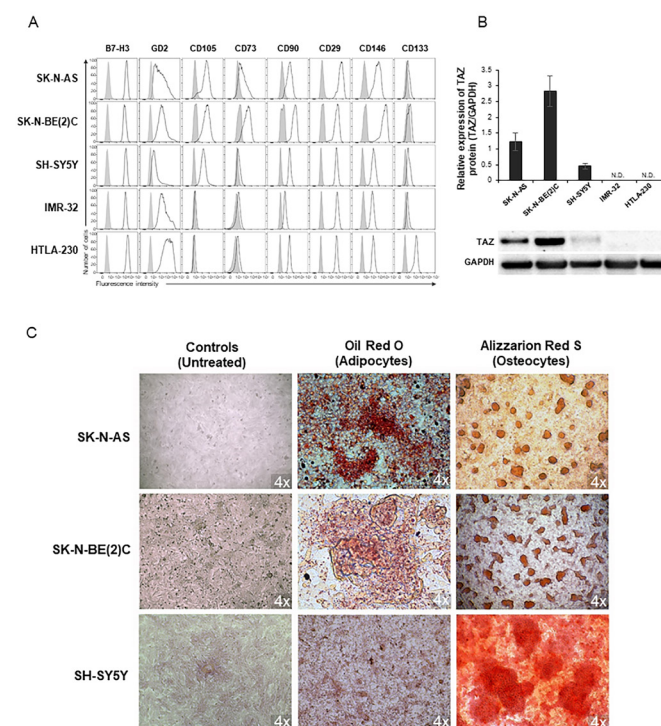 A
B7-H3 GD2 CD105 CD73 CD90 CD29 CD146 CD133
SK-N-AS
SK-N-BE(2)C
SH-SY5Y
IMR-32
HTLA-230
Number of cells
Fluorescence intensity
B
Relative expression of TAZ
protein (TAZ/GAPDH)
3.5
3
2.5
2
1.5
1
0.5
0
N.D. N.D.
SK-N-AS SK-N-BE(2)C SH-SY5Y IMR-32 HTLA-230
TAZ
GAPDH
C
Controls
(Untreated)
Oil Red O
(Adipocytes)
Alizzarion Red S
(Osteocytes)
SK-N-AS
4x 4x 4x
SK-N-BE(2)C
4x 4x 4x
SH-SY5Y
4x 4x 4x